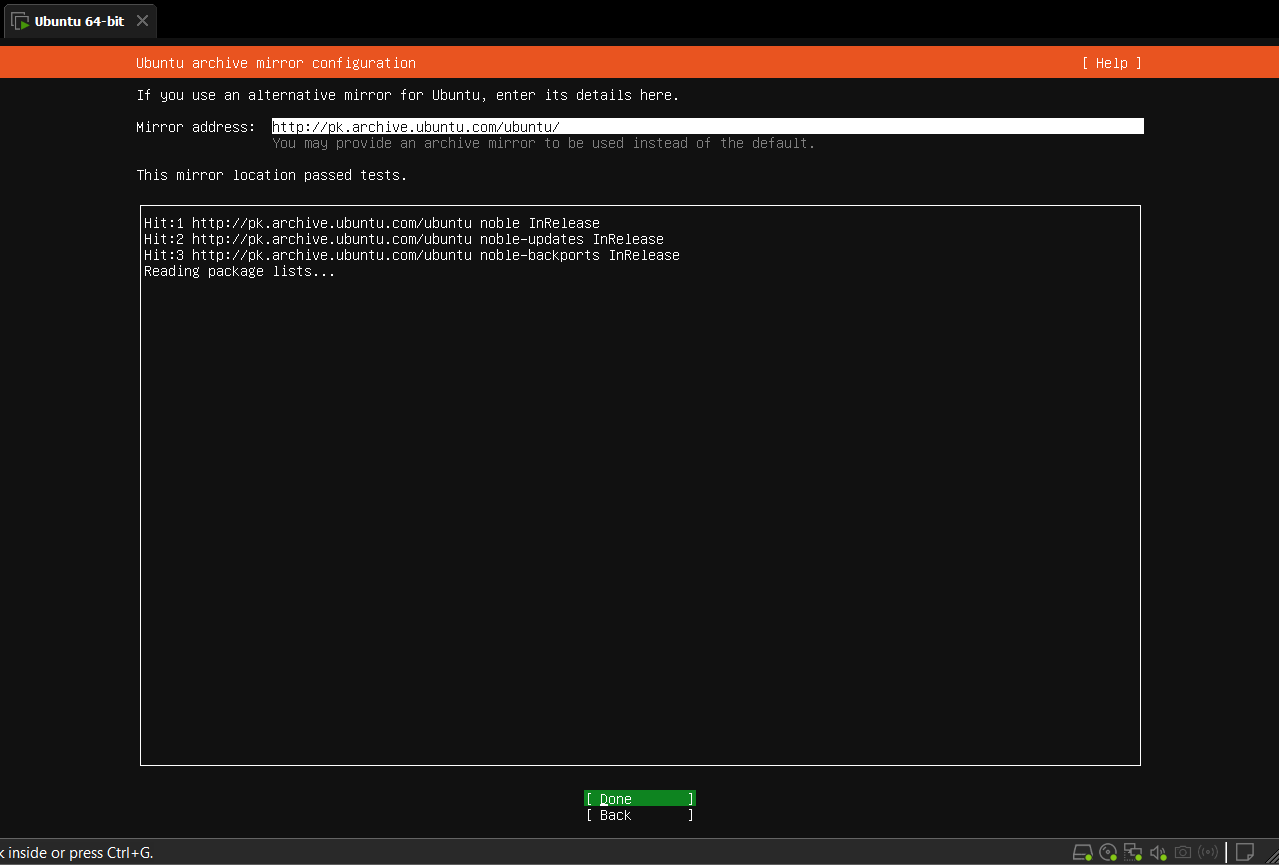 Ubuntu 64-bit
Ubuntu archive mirror configuration [ Help ]
If you use an alternative mirror for Ubuntu, enter its details here.
Mirror address: http://pk.archive.ubuntu.com/ubuntu/
You may provide an archive mirror to be used instead of the default.
This mirror location passed tests.
Hit:1 http://pk.archive.ubuntu.com/ubuntu noble InRelease
Hit:2 http://pk.archive.ubuntu.com/ubuntu noble-updates InRelease
Hit:3 http://pk.archive.ubuntu.com/ubuntu noble-backports InRelease
Reading package lists...
[ Done ]
[ Back ]
inside or press Ctrl+G.